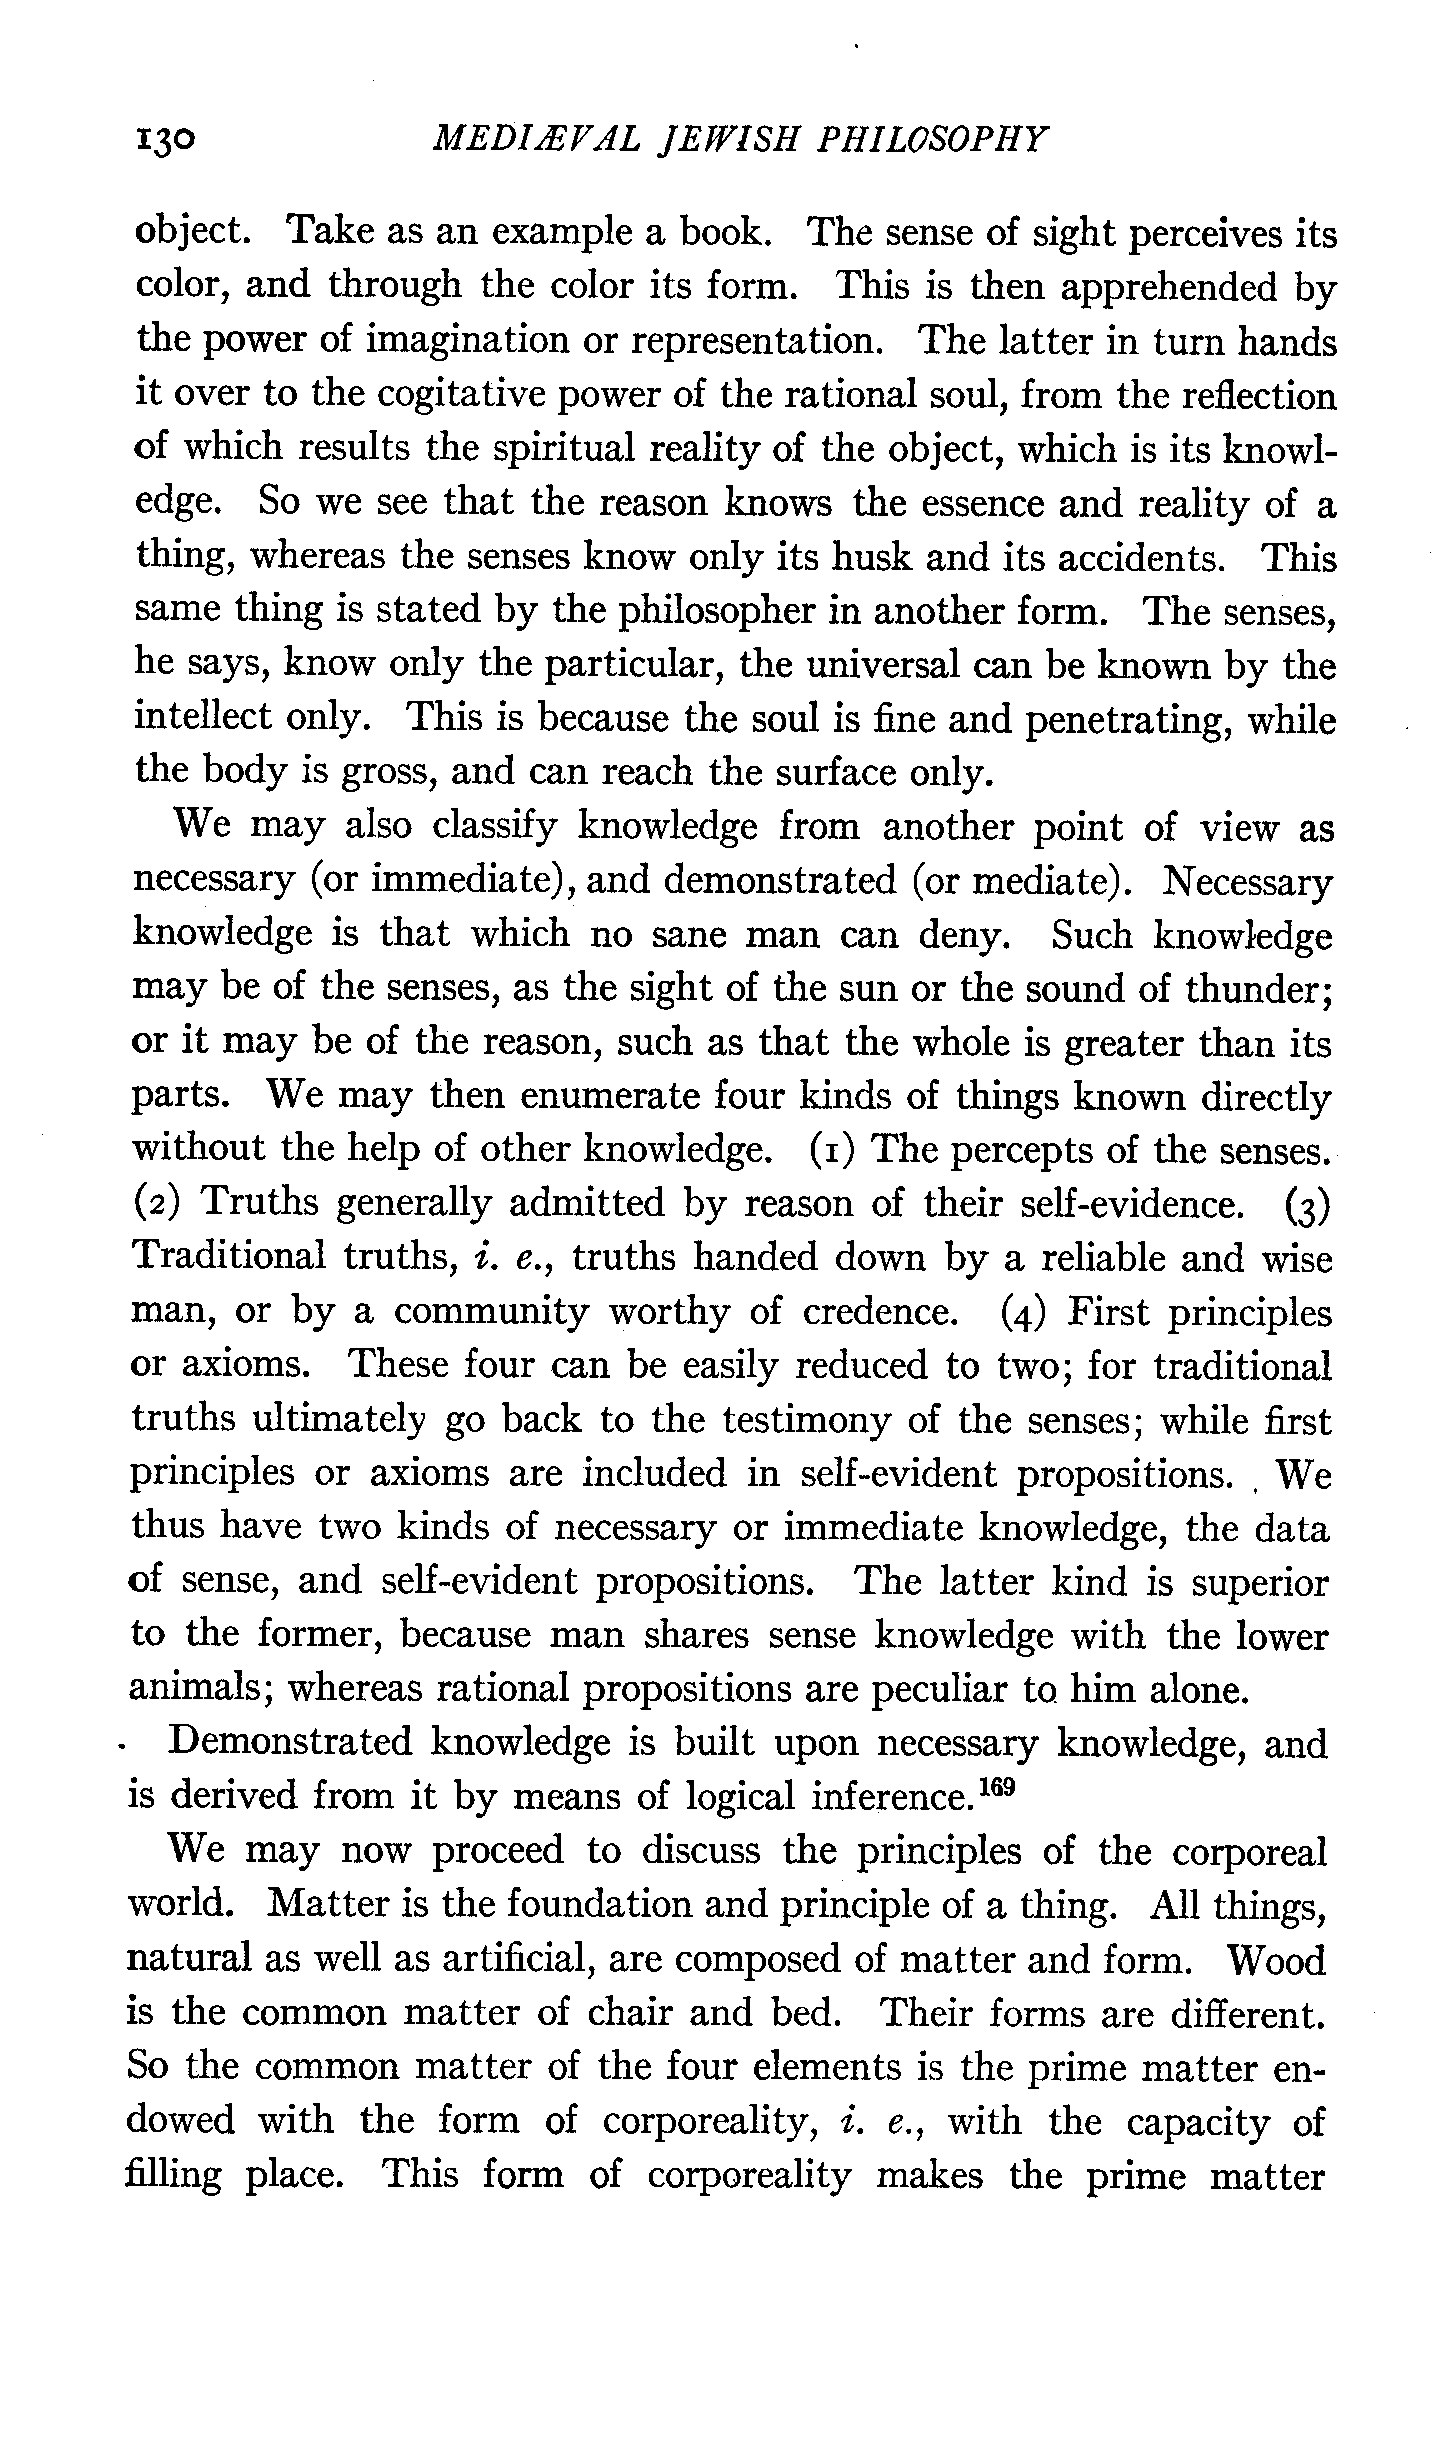 130 MEDIÆVAL JEWISH PHILOSOPHY
object. Take as an example a book. The sense of sight perceives its
color, and through the color its form. This is then apprehended by
the power of imagination or representation. The latter in turn hands
it over to the cogitative power of the rational soul, from the reflection
of which results the spiritual reality of the object, which is its knowl-
edge. So we see that the reason knows the essence and reality of a
thing, whereas the senses know only its husk and its accidents. This
same thing is stated by the philosopher in another form. The senses,
he says, know only the particular, the universal can be known by the
intellect only. This is because the soul is fine and penetrating, while
the body is gross, and can reach the surface only.
We may also classify knowledge from another point of view as
necessary (or immediate), and demonstrated (or mediate). Necessary
knowledge is that which no sane man can deny. Such knowledge
may be of the senses, as the sight of the sun or the sound of thunder;
or it may be of the reason, such as that the whole is greater than its
parts. We may then enumerate four kinds of things known directly
without the help of other knowledge. (1) The percepts of the senses.
(2) Truths generally admitted by reason of their self-evidence. (3)
Traditional truths, i. e., truths handed down by a reliable and wise
man, or by a community worthy of credence. (4) First principles
or axioms. These four can be easily reduced to two; for traditional
truths ultimately go back to the testimony of the senses; while first
principles or axioms are included in self-evident propositions. We
thus have two kinds of necessary or immediate knowledge, the data
of sense, and self-evident propositions. The latter kind is superior
to the former, because man shares sense knowledge with the lower
animals; whereas rational propositions are peculiar to him alone.
Demonstrated knowledge is built upon necessary knowledge, and
is derived from it by means of logical inference.¹⁶⁹
We may now proceed to discuss the principles of the corporeal
world. Matter is the foundation and principle of a thing. All things,
natural as well as artificial, are composed of matter and form. Wood
is the common matter of chair and bed. Their forms are different.
So the common matter of the four elements is the prime matter en-
dowed with the form of corporeality, i. e., with the capacity of
filling place. This form of corporeality makes the prime matter